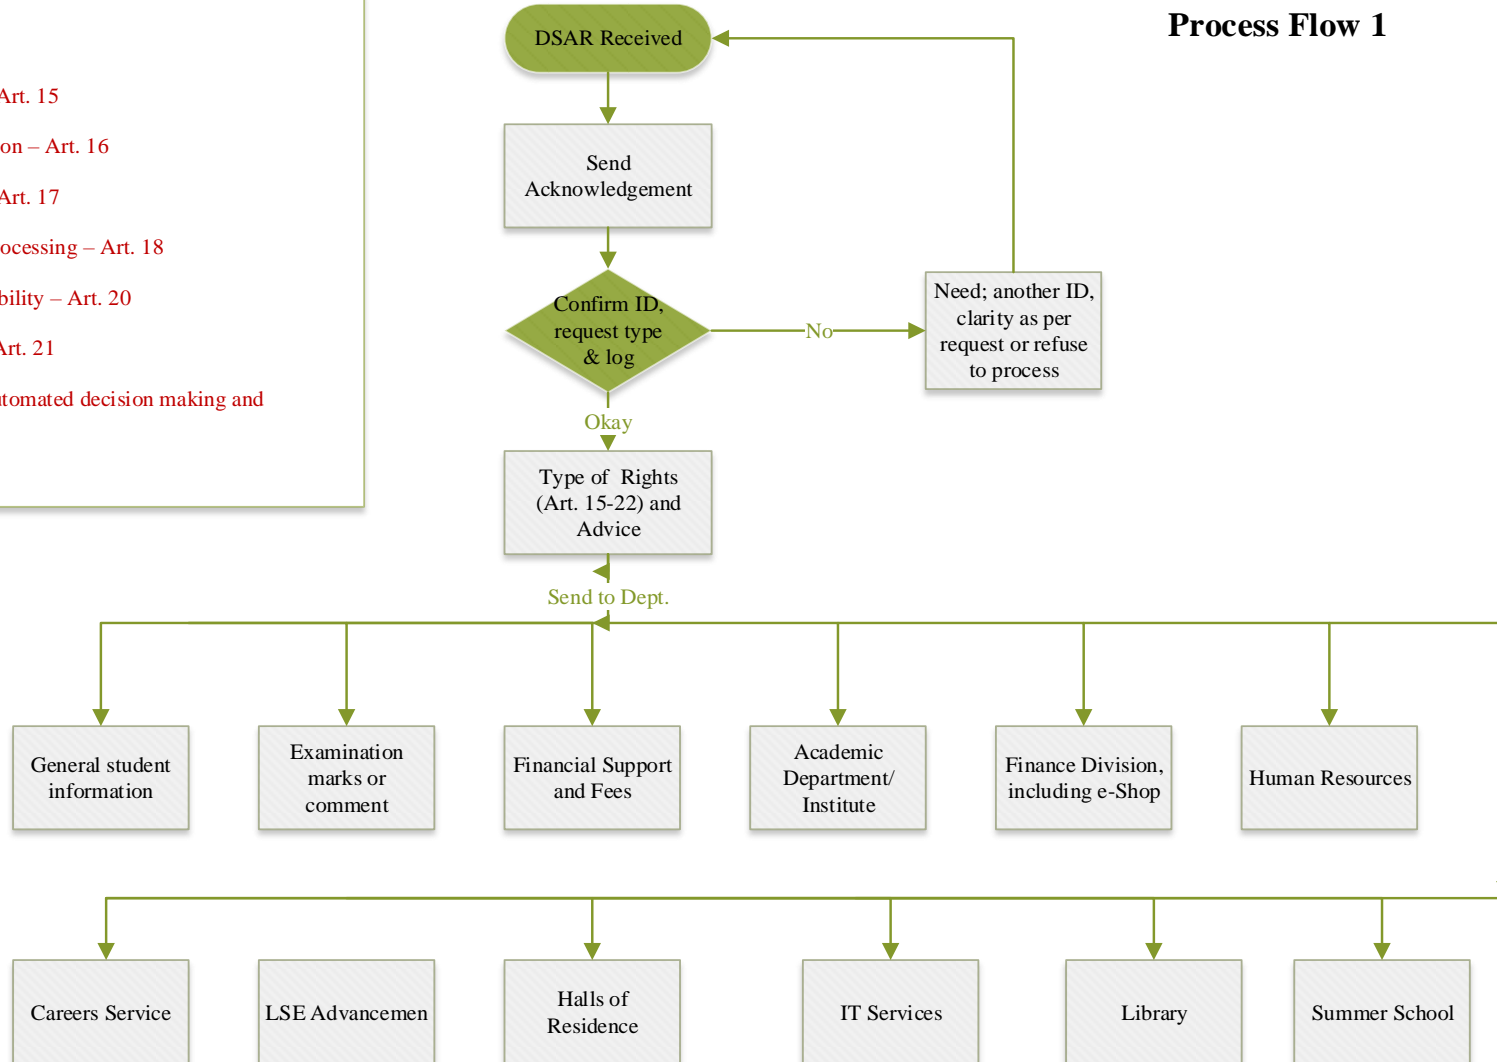 Process Flow 1
Art. 15
on – Art. 16
Art. 17
ocessing – Art. 18
bility – Art. 20
Art. 21
utomated decision making and
DSAR Received
Send
Acknowledgement
Confirm ID,
request type
& log
No
Need; another ID,
clarity as per
request or refuse
to process
Okay
Type of Rights
(Art. 15-22) and
Advice
Send to Dept.
General student
information
Examination
marks or
comment
Financial Support
and Fees
Academic
Department/
Institute
Finance Division,
including e-Shop
Human Resources
Careers Service
LSE Advancemen
Halls of
Residence
IT Services
Library
Summer School